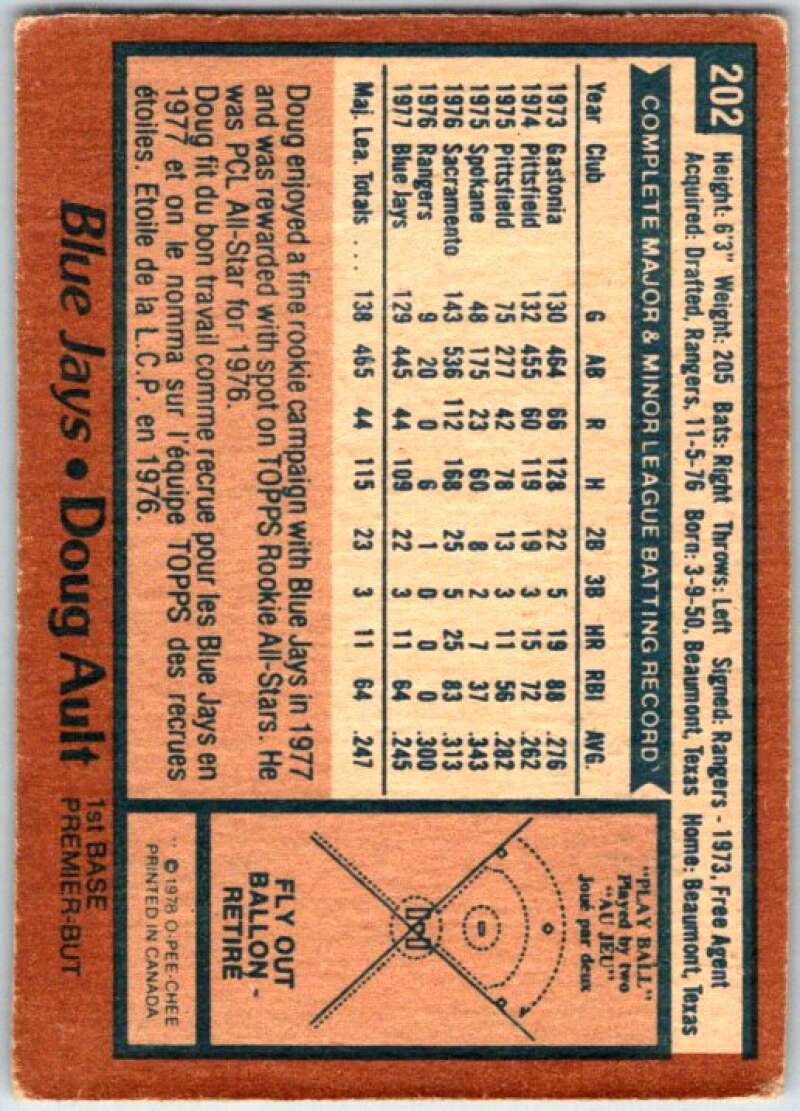 202
Height: 6'3" Weight: 205 Bats: Right Throws: Left Signed: Rangers - 1973, Free Agent
Acquired: Drafted, Rangers, 11-5-76 Born: 3-9-50, Beaumont, Texas Home: Beaumont, Texas
COMPLETE MAJOR & MINOR LEAGUE BATTING RECORD
Year Club G AB R H 2B 3B HR RBI AVG.
1973 Gastonia 130 464 66 128 22 5 19 88 .276
1974 Pittsfield 132 455 60 119 19 3 15 72 .262
1975 Pittsfield 75 277 42 78 13 3 11 56 .282
1975 Spokane 48 175 23 60 8 2 7 37 .343
1976 Sacramento 143 536 112 168 25 5 25 83 .313
1976 Rangers 9 20 0 6 1 0 0 0 .300
1977 Blue Jays 129 445 44 109 22 3 11 64 .245
Maj. Lea. Totals .... 138 465 44 115 23 3 11 64 .247
Doug enjoyed a fine rookie campaign with Blue Jays in 1977
and was rewarded with spot on TOPPS Rookie All-Stars. He
was PCL All-Star for 1976.
Doug fit du bon travail comme recrue pour les Blue Jays en
1977 et on le nomma sur l'équipe TOPPS des recrues
étoiles. Etoile de la L.C.P. en 1976.
"PLAY BALL"
Played by two
"AU JEU"
Joué par deux
FLY OUT
BALLON -
RETIRE
** © 1978 O-PEE-CHEE
PRINTED IN CANADA
Blue Jays • Doug Ault
1st BASE
PREMIER-BUT